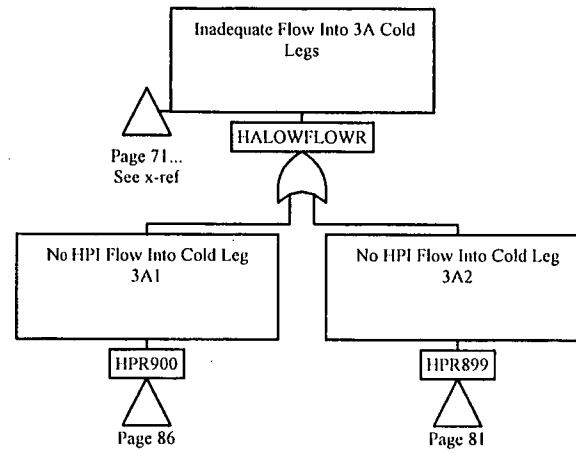 Inadequate Flow Into 3A Cold
Legs
HALOWFLOWR
Page 71...
See x-ref
No HPI Flow Into Cold Leg
3A1
No HPI Flow Into Cold Leg
3A2
HPR900
HPR899
Page 86
Page 81